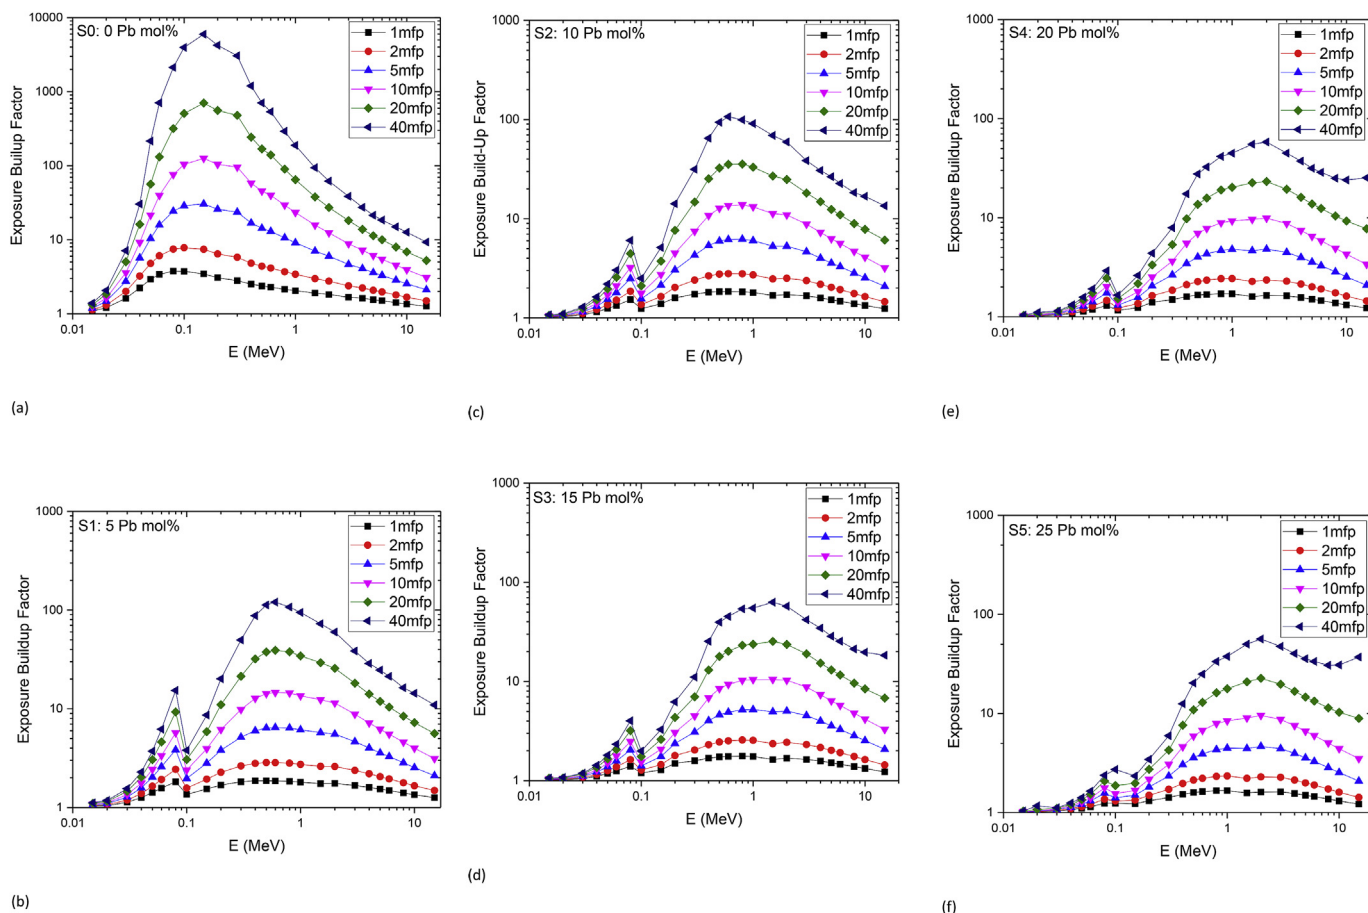 S0: 0 Pb mol%
1mfp
2mfp
5mfp
10mfp
20mfp
40mfp
10000
1000
100
10
1
0.01
0.1
1
10
Exposure Builup Factor
E (MeV)
(a)
S2: 10 Pb mol%
1mfp
2mfp
5mfp
10mfp
20mfp
40mfp
1000
100
10
1
0.01
0.1
1
10
Exposure Build-Up Factor
E (MeV)
(c)
S4: 20 Pb mol%
1mfp
2mfp
5mfp
10mfp
20mfp
40mfp
1000
100
10
1
0.01
0.1
1
10
Exposure Buildup Factor
E (MeV)
(e)
S1: 5 Pb mol%
1mfp
2mfp
5mfp
10mfp
20mfp
40mfp
1000
100
10
1
0.01
0.1
1
10
Exposure Buildup Factor
E (MeV)
(b)
S3: 15 Pb mol%
1mfp
2mfp
5mfp
10mfp
20mfp
40mfp
1000
100
10
1
0.01
0.1
1
10
Exposure Buildup Factor
E (MeV)
(d)
S5: 25 Pb mol%
1mfp
2mfp
5mfp
10mfp
20mfp
40mfp
1000
100
10
1
0.01
0.1
1
10
Exposure Buildup Factor
E (MeV)
(f)